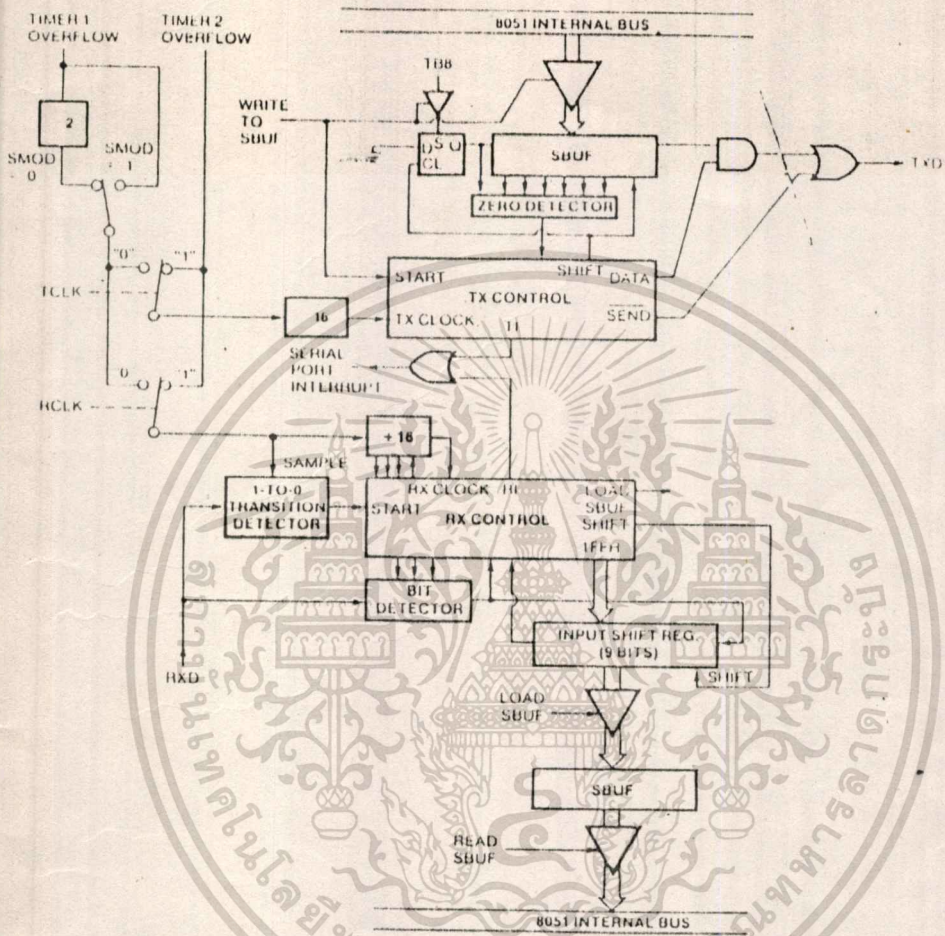 TIMER 1
OVERFLOW
TIMER 2
OVERFLOW
8051 INTERNAL BUS
TB8
WRITE
TO
SBUF
2
SMOD
0
SMOD
1
D S Q
CL
SBUF
ZERO DETECTOR
TXD
"0"
"1"
TCLK
16
START
SHIFT
DATA
TX CONTROL
TX CLOCK
TI
SEND
SERIAL
PORT
INTERRUPT
0
"1"
RCLK
÷ 16
SAMPLE
1-TO-0
TRANSITION
DETECTOR
RX CLOCK
RI
START
RX CONTROL
LOAD
SBUF
SHIFT
1FFH
BIT
DETECTOR
INPUT SHIFT REG.
(9 BITS)
RXD
SHIFT
LOAD
SBUF
SBUF
READ
SBUF
8051 INTERNAL BUS